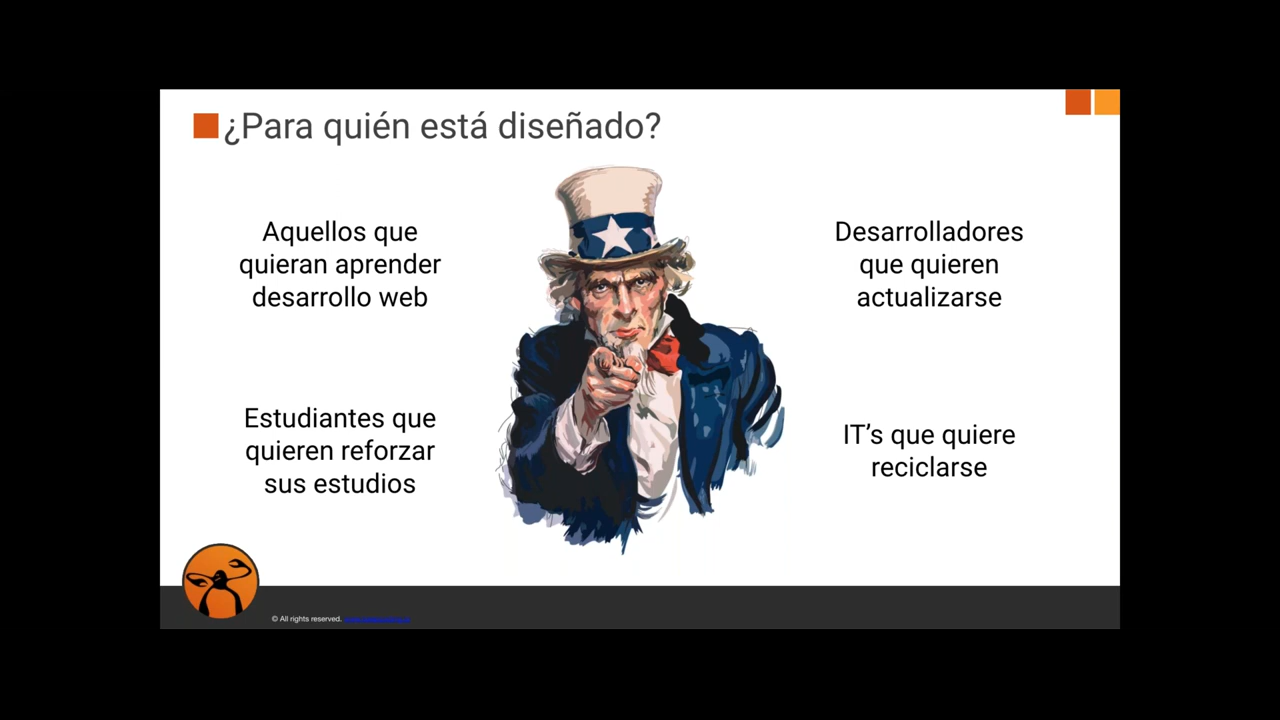 ¿Para quién está diseñado?
Aquellos que
quieran aprender
desarrollo web
Desarrolladores
que quieren
actualizarse
Estudiantes que
quieren reforzar
sus estudios
IT’s que quiere
reciclarse
© All rights reserved.